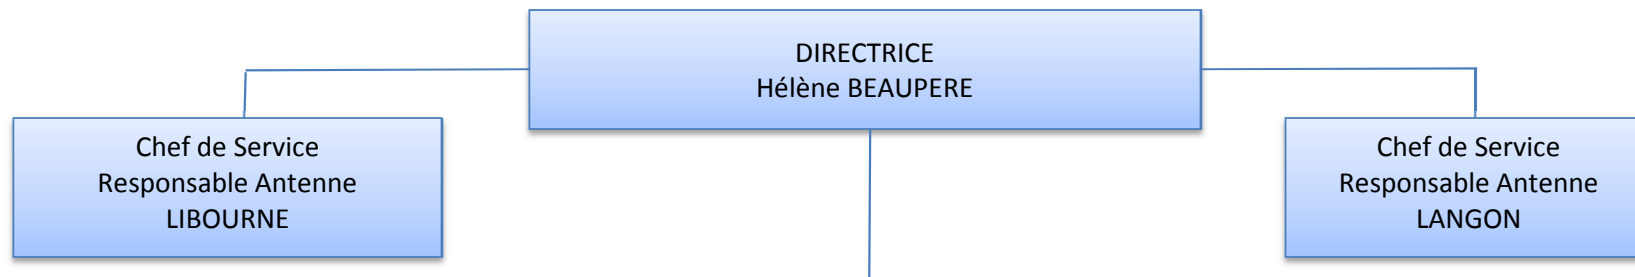 DIRECTRICE
Hélène BEAUPERE
Chef de Service
Responsable Antenne
LIBOURNE
Chef de Service
Responsable Antenne
LANGON